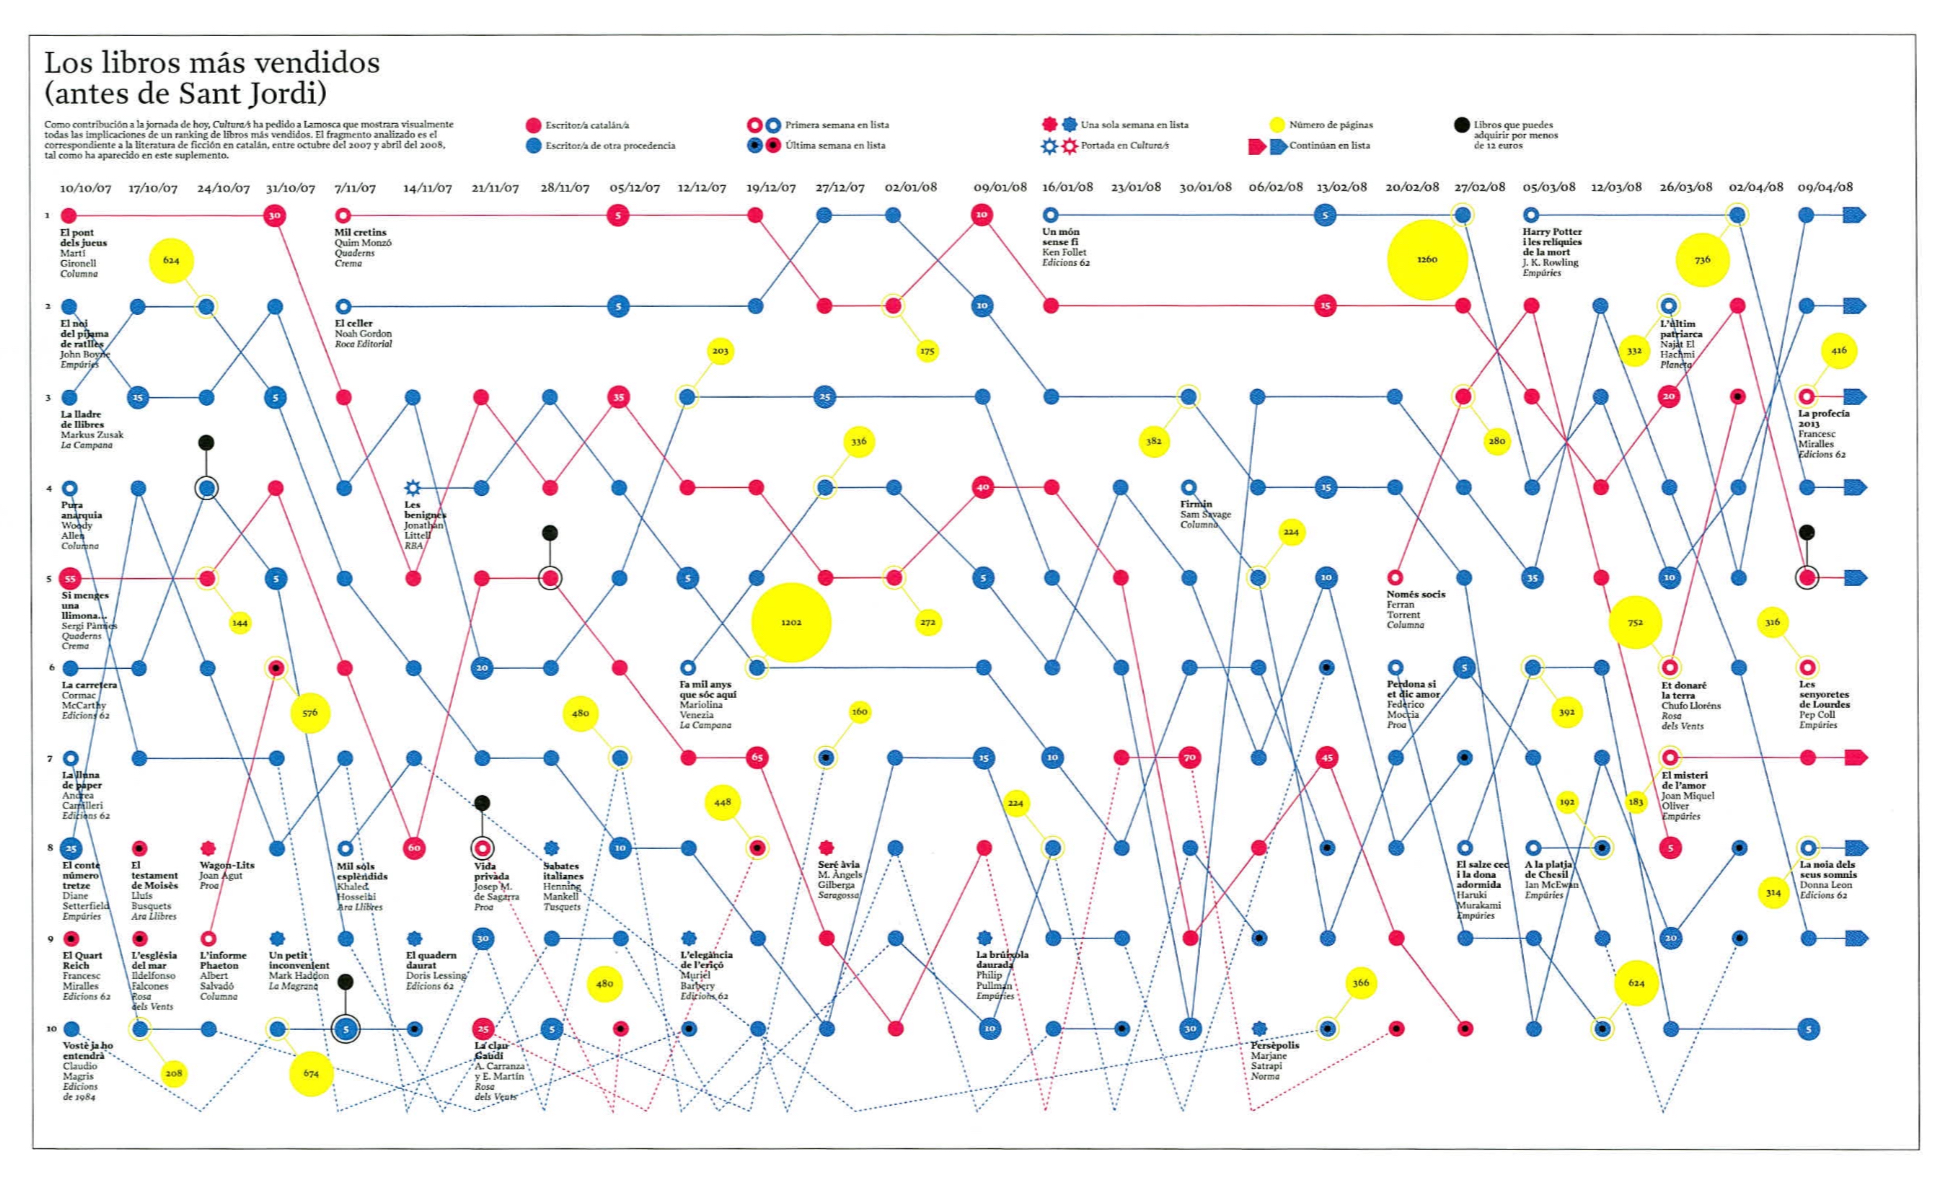 Los libros más vendidos
(antes de Sant Jordi)
Como contribución a la jornada de hoy, Cultura/s ha pedido a Lamosca que mostrara visualmente
todas las implicaciones de un ranking de libros más vendidos. El fragmento analizado es el
correspondiente a la literatura de ficción en catalán, entre octubre del 2007 y abril del 2008,
tal como ha aparecido en este suplemento.
Escritor/a catalán/a
Escritor/a de otra procedencia
Primera semana en lista
Última semana en lista
Una sola semana en lista
Portada en Cultura/s
Número de páginas
Continúan en lista
Libros que puedes
adquirir por menos
de 12 euros
10/10/07 17/10/07 24/10/07 31/10/07 7/11/07 14/11/07 21/11/07 28/11/07 05/12/07 12/12/07 19/12/07 27/12/07 02/01/08 09/01/08 16/01/08 23/01/08 30/01/08 06/02/08 13/02/08 20/02/08 27/02/08 05/03/08 12/03/08 26/03/08 02/04/08 09/04/08
1 30 5 10 5
El pont
dels jueus
Martí
Gironell
Columna
Mil cretins
Quim Monzó
Quaderns
Crema
Un món
sense fi
Ken Follet
Edicions 62
Harry Potter
i les relíquies
de la mort
J. K. Rowling
Empúries
624 1260 736
2 5 10 15
El noi
del pijama
de ratlles
John Boyne
Empúries
El celler
Noah Gordon
Roca Editorial
L'últim
patriarca
Najat El
Hachmi
Planeta
203 175 332 416
3 15 5 35 25 20
La lladre
de llibres
Markus Zusak
La Campana
La profecia
2013
Francesc
Miralles
Edicions 62
336 382 280
4 40 15
Pura
anarquia
Woody
Allen
Columna
Les
benignes
Jonathan
Littell
RBA
Firmin
Sam Savage
Columna
224
5 55 5 5 5 10 35 10
Si menges
una
llimona...
Sergi Pàmies
Quaderns
Crema
Només socis
Ferran
Torrent
Columna
144 1202 272 752 316
6 20 5
La carretera
Cormac
McCarthy
Edicions 62
Fa mil anys
que sóc aquí
Mariolina
Venezia
La Campana
Perdona si
et dic amor
Federico
Moccia
Proa
Et donaré
la terra
Chufo Lloréns
Rosa
dels Vents
Les
senyoretes
de Lourdes
Pep Coll
Empúries
576 480 160 392
7 65 15 10 70 45
La lluna
de paper
Andrea
Camilleri
Edicions 62
El misteri
de l'amor
Joan Miquel
Oliver
Empúries
448 224 192 183
8 25 60 10 5
El conte
número
tretze
Diane
Setterfield
Empúries
El
testament
de Moisès
Lluís
Busquets
Ara Llibres
Wagon-Lits
Joan Agut
Proa
Mil sols
esplèndids
Khaled
Hosseini
Ara Llibres
Vida
privada
Josep M.
de Sagarra
Proa
Sabates
italianes
Henning
Mankell
Tusquets
Seré àvia
M. Àngels
Gilberga
Saragossa
El salze cec
i la dona
adormida
Haruki
Murakami
Empúries
A la platja
de Chesil
Ian McEwan
Empúries
La noia dels
seus somnis
Donna Leon
Edicions 62
314
9 30 20
El Quart
Reich
Francesc
Miralles
Edicions 62
L'església
del mar
Ildelfonso
Falcones
Rosa
dels Vents
L'informe
Phaeton
Albert
Salvadó
Columna
Un petit
inconvenient
Mark Haddon
La Magrana
El quadern
daurat
Doris Lessing
Edicions 62
L'elegància
de l'eriçó
Muriel
Barbery
Edicions 62
La brúixola
daurada
Philip
Pullman
Empúries
480 366 624
10 5 25 5 10 30 5
Vostè ja ho
entendrà
Claudio
Magris
Edicions
de 1984
La clau
Gaudí
A. Carranza
y E. Martín
Rosa
dels Vents
Persèpolis
Marjane
Satrapi
Norma
208 674